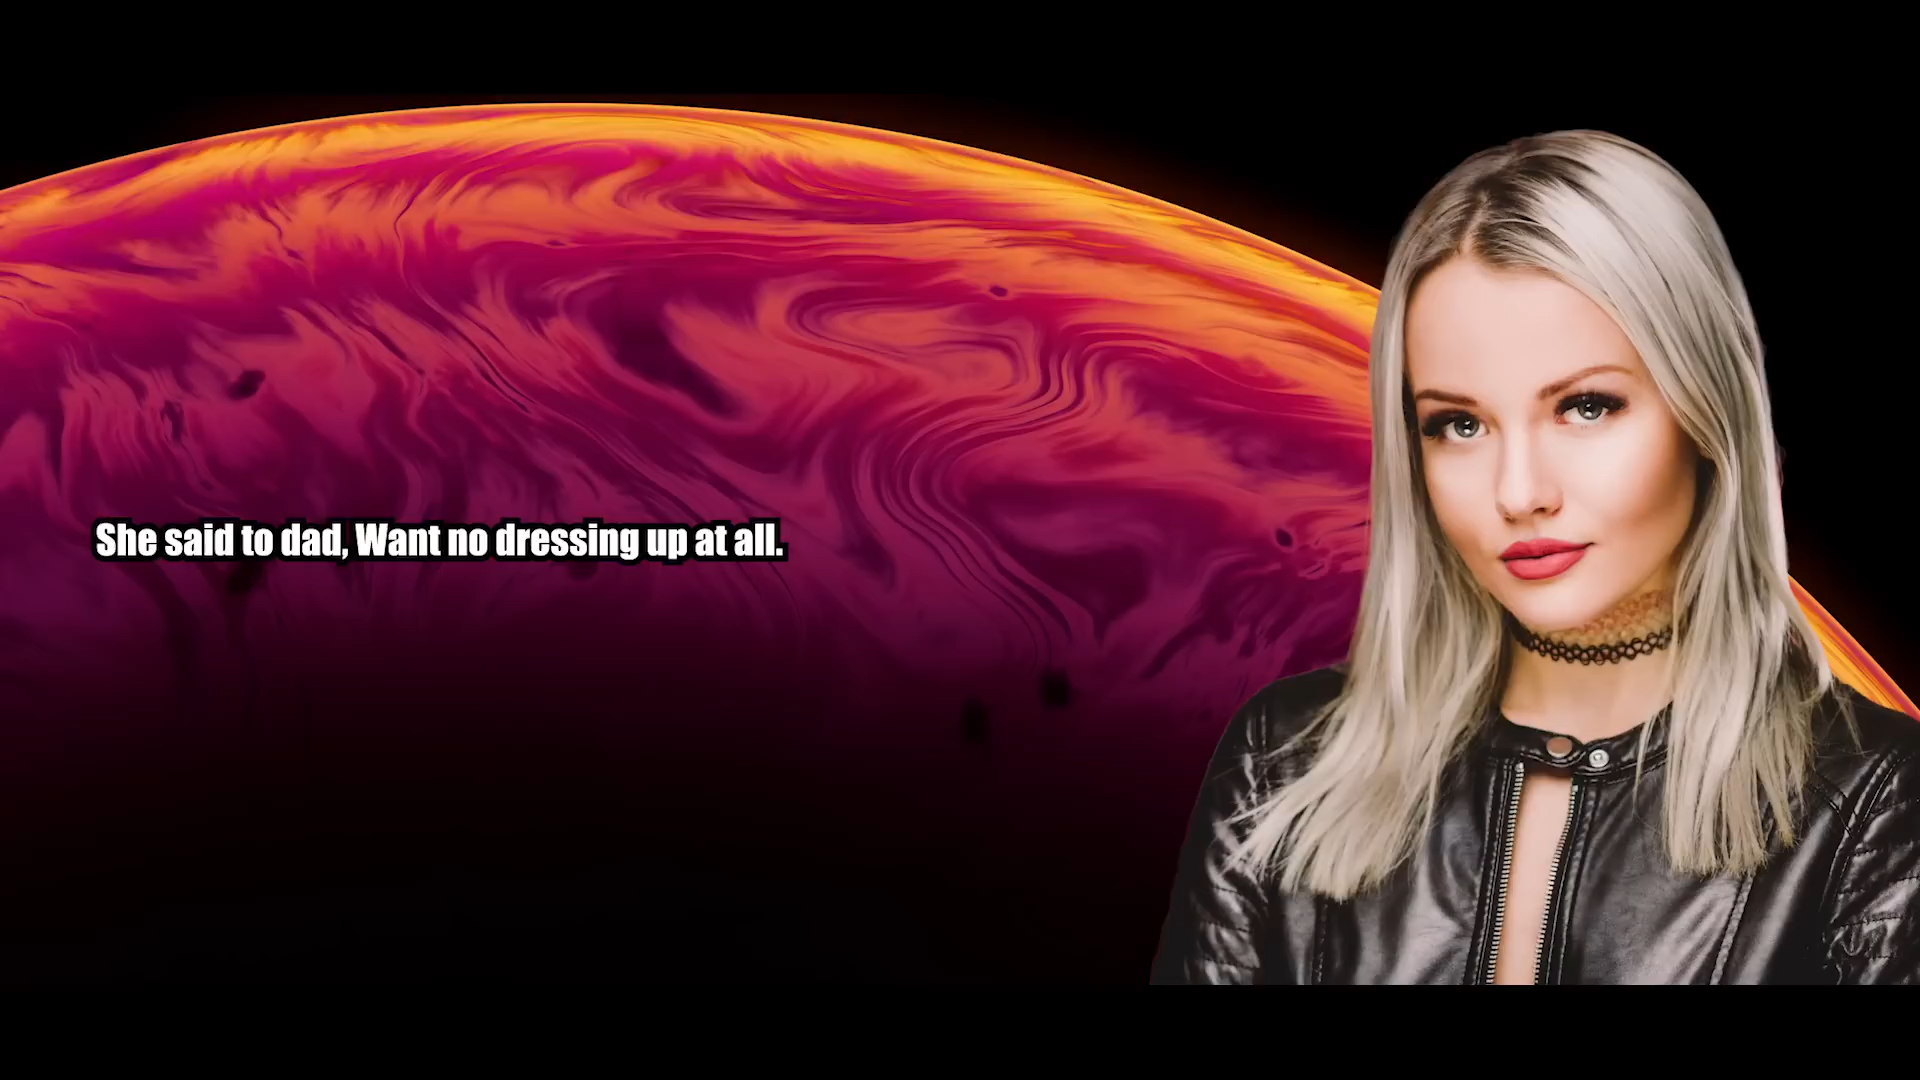 She said to dad, Want no dressing up at all.